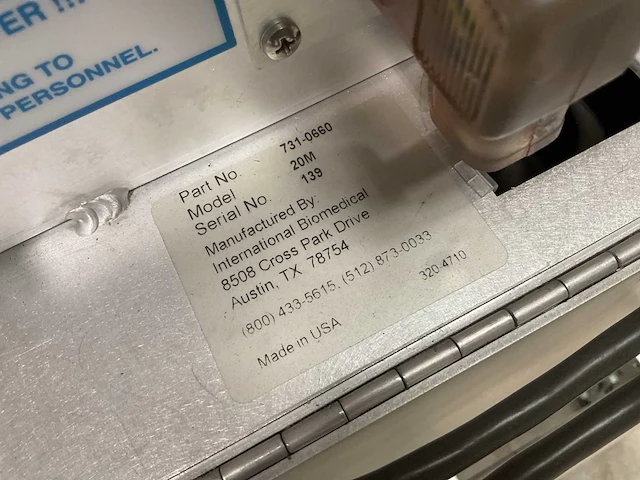 ER !!!
NG TO
PERSONNEL.
Part No. 731-0660
Model 20M
Serial No. 139
Manufactured By:
International Biomedical
8508 Cross Park Drive
Austin, TX 78754
(800) 433-5615, (512) 873-0033
320-4710
Made in USA